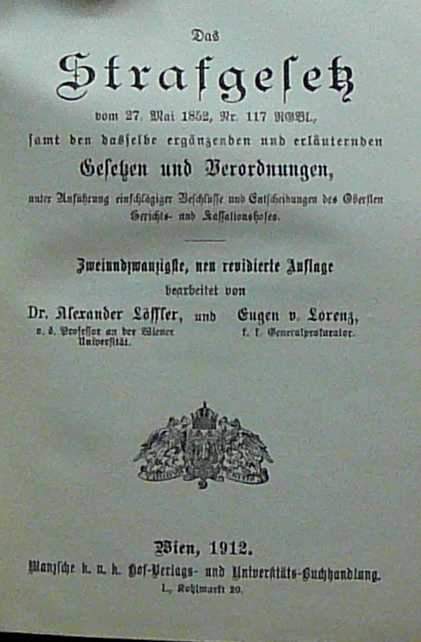 Das
Strafgesetz
vom 27. Mai 1852, Nr. 117 RGBl.,
samt den dasselbe ergänzenden und erläuternden
Gesetzen und Verordnungen,
unter Anführung einschlägiger Beschlüsse und Entscheidungen des Obersten
Gerichts- und Kassationshofes.
Zweiundzwanzigste, neu revidierte Auflage
bearbeitet von
Dr. Alexander Löffler, und Eugen v. Lorenz,
o. ö. Professor an der Wiener k. k. Generalprokurator.
Universität.
Wien, 1912.
Manzsche k. u. k. Hof-Verlags- und Universitäts-Buchhandlung.
I., Kohlmarkt 20.